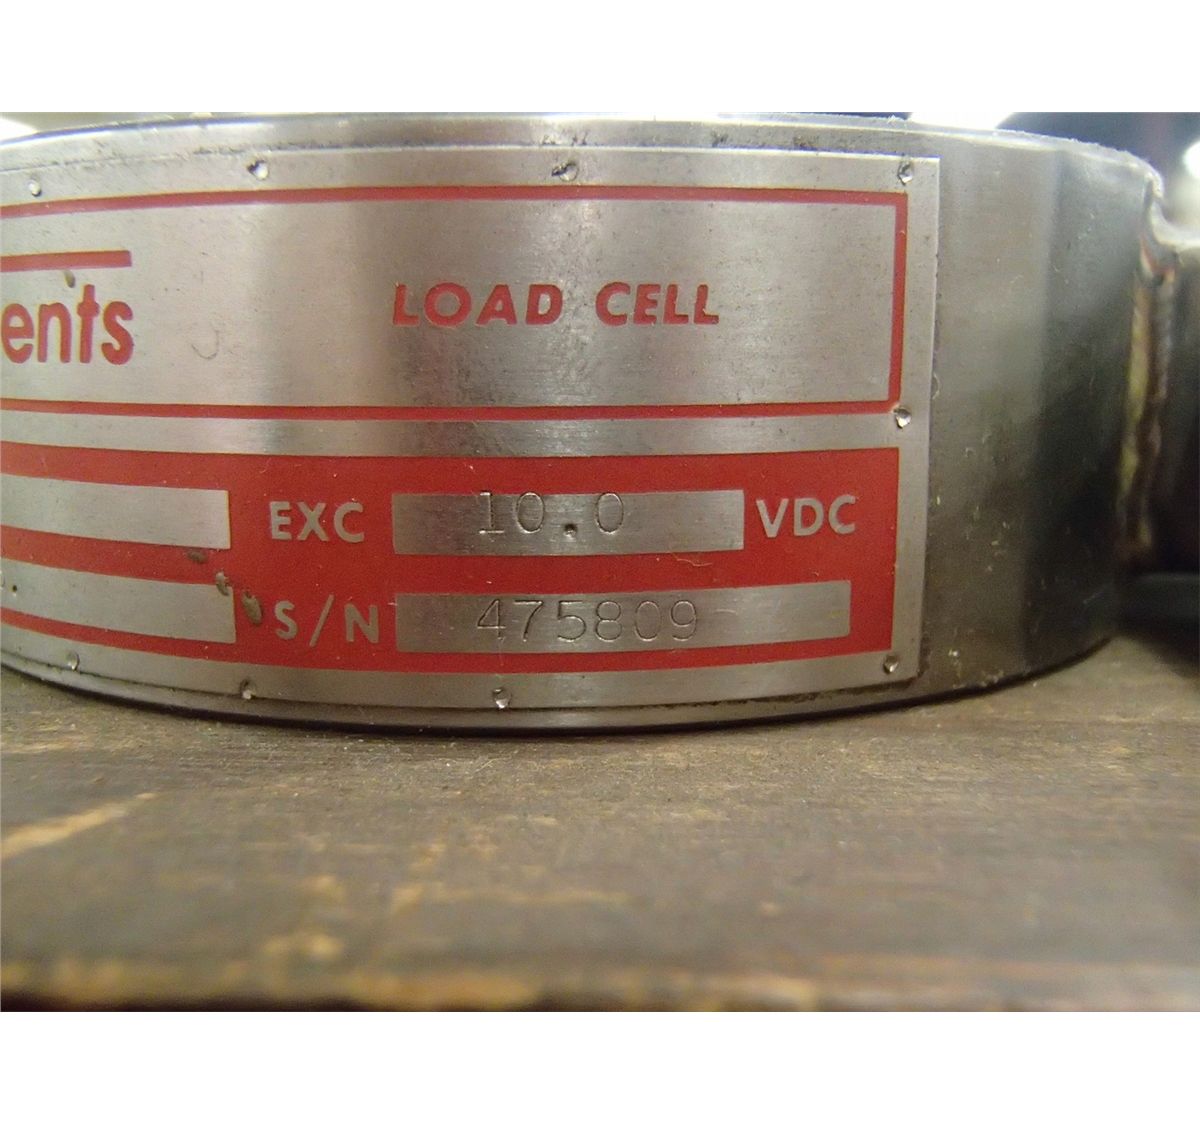 LOAD CELL
ents
EXC 10.0 VDC
S/N 475809